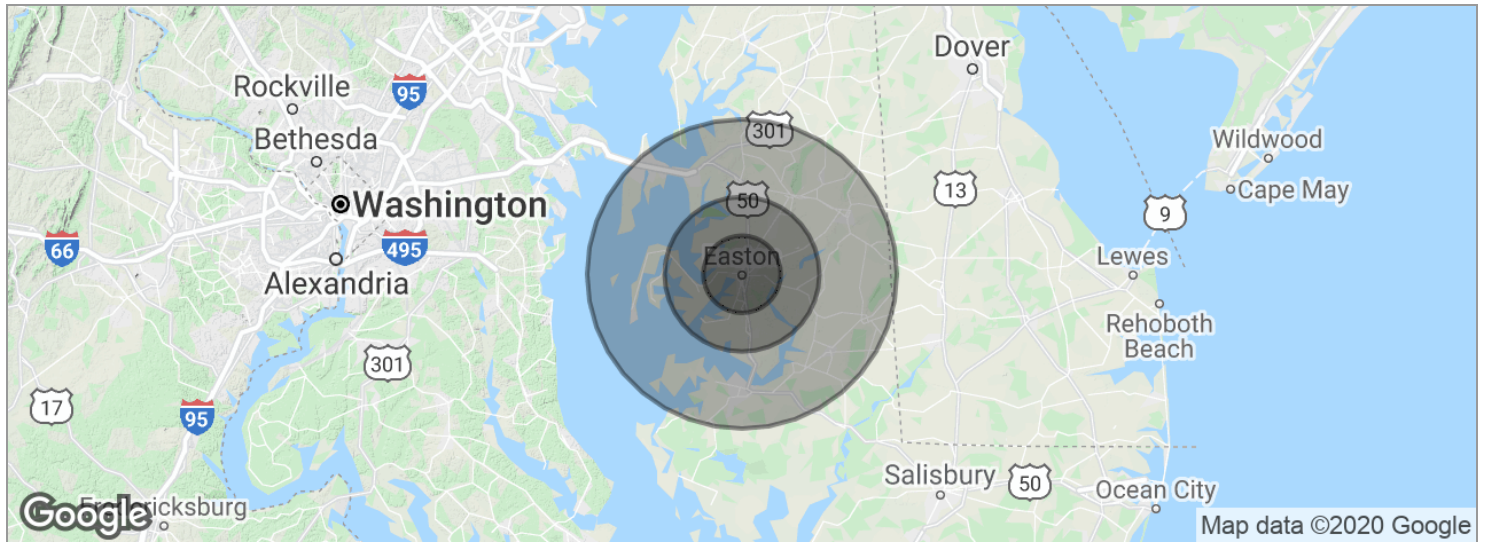 Dover
Rockville
95
Bethesda
301
Wildwood
Cape May
13
50
Washington
9
66
495
Easton
Lewes
Alexandria
Rehoboth
Beach
301
17
95
Salisbury
50
Ocean City
Fredericksburg
Google
Map data ©2020 Google